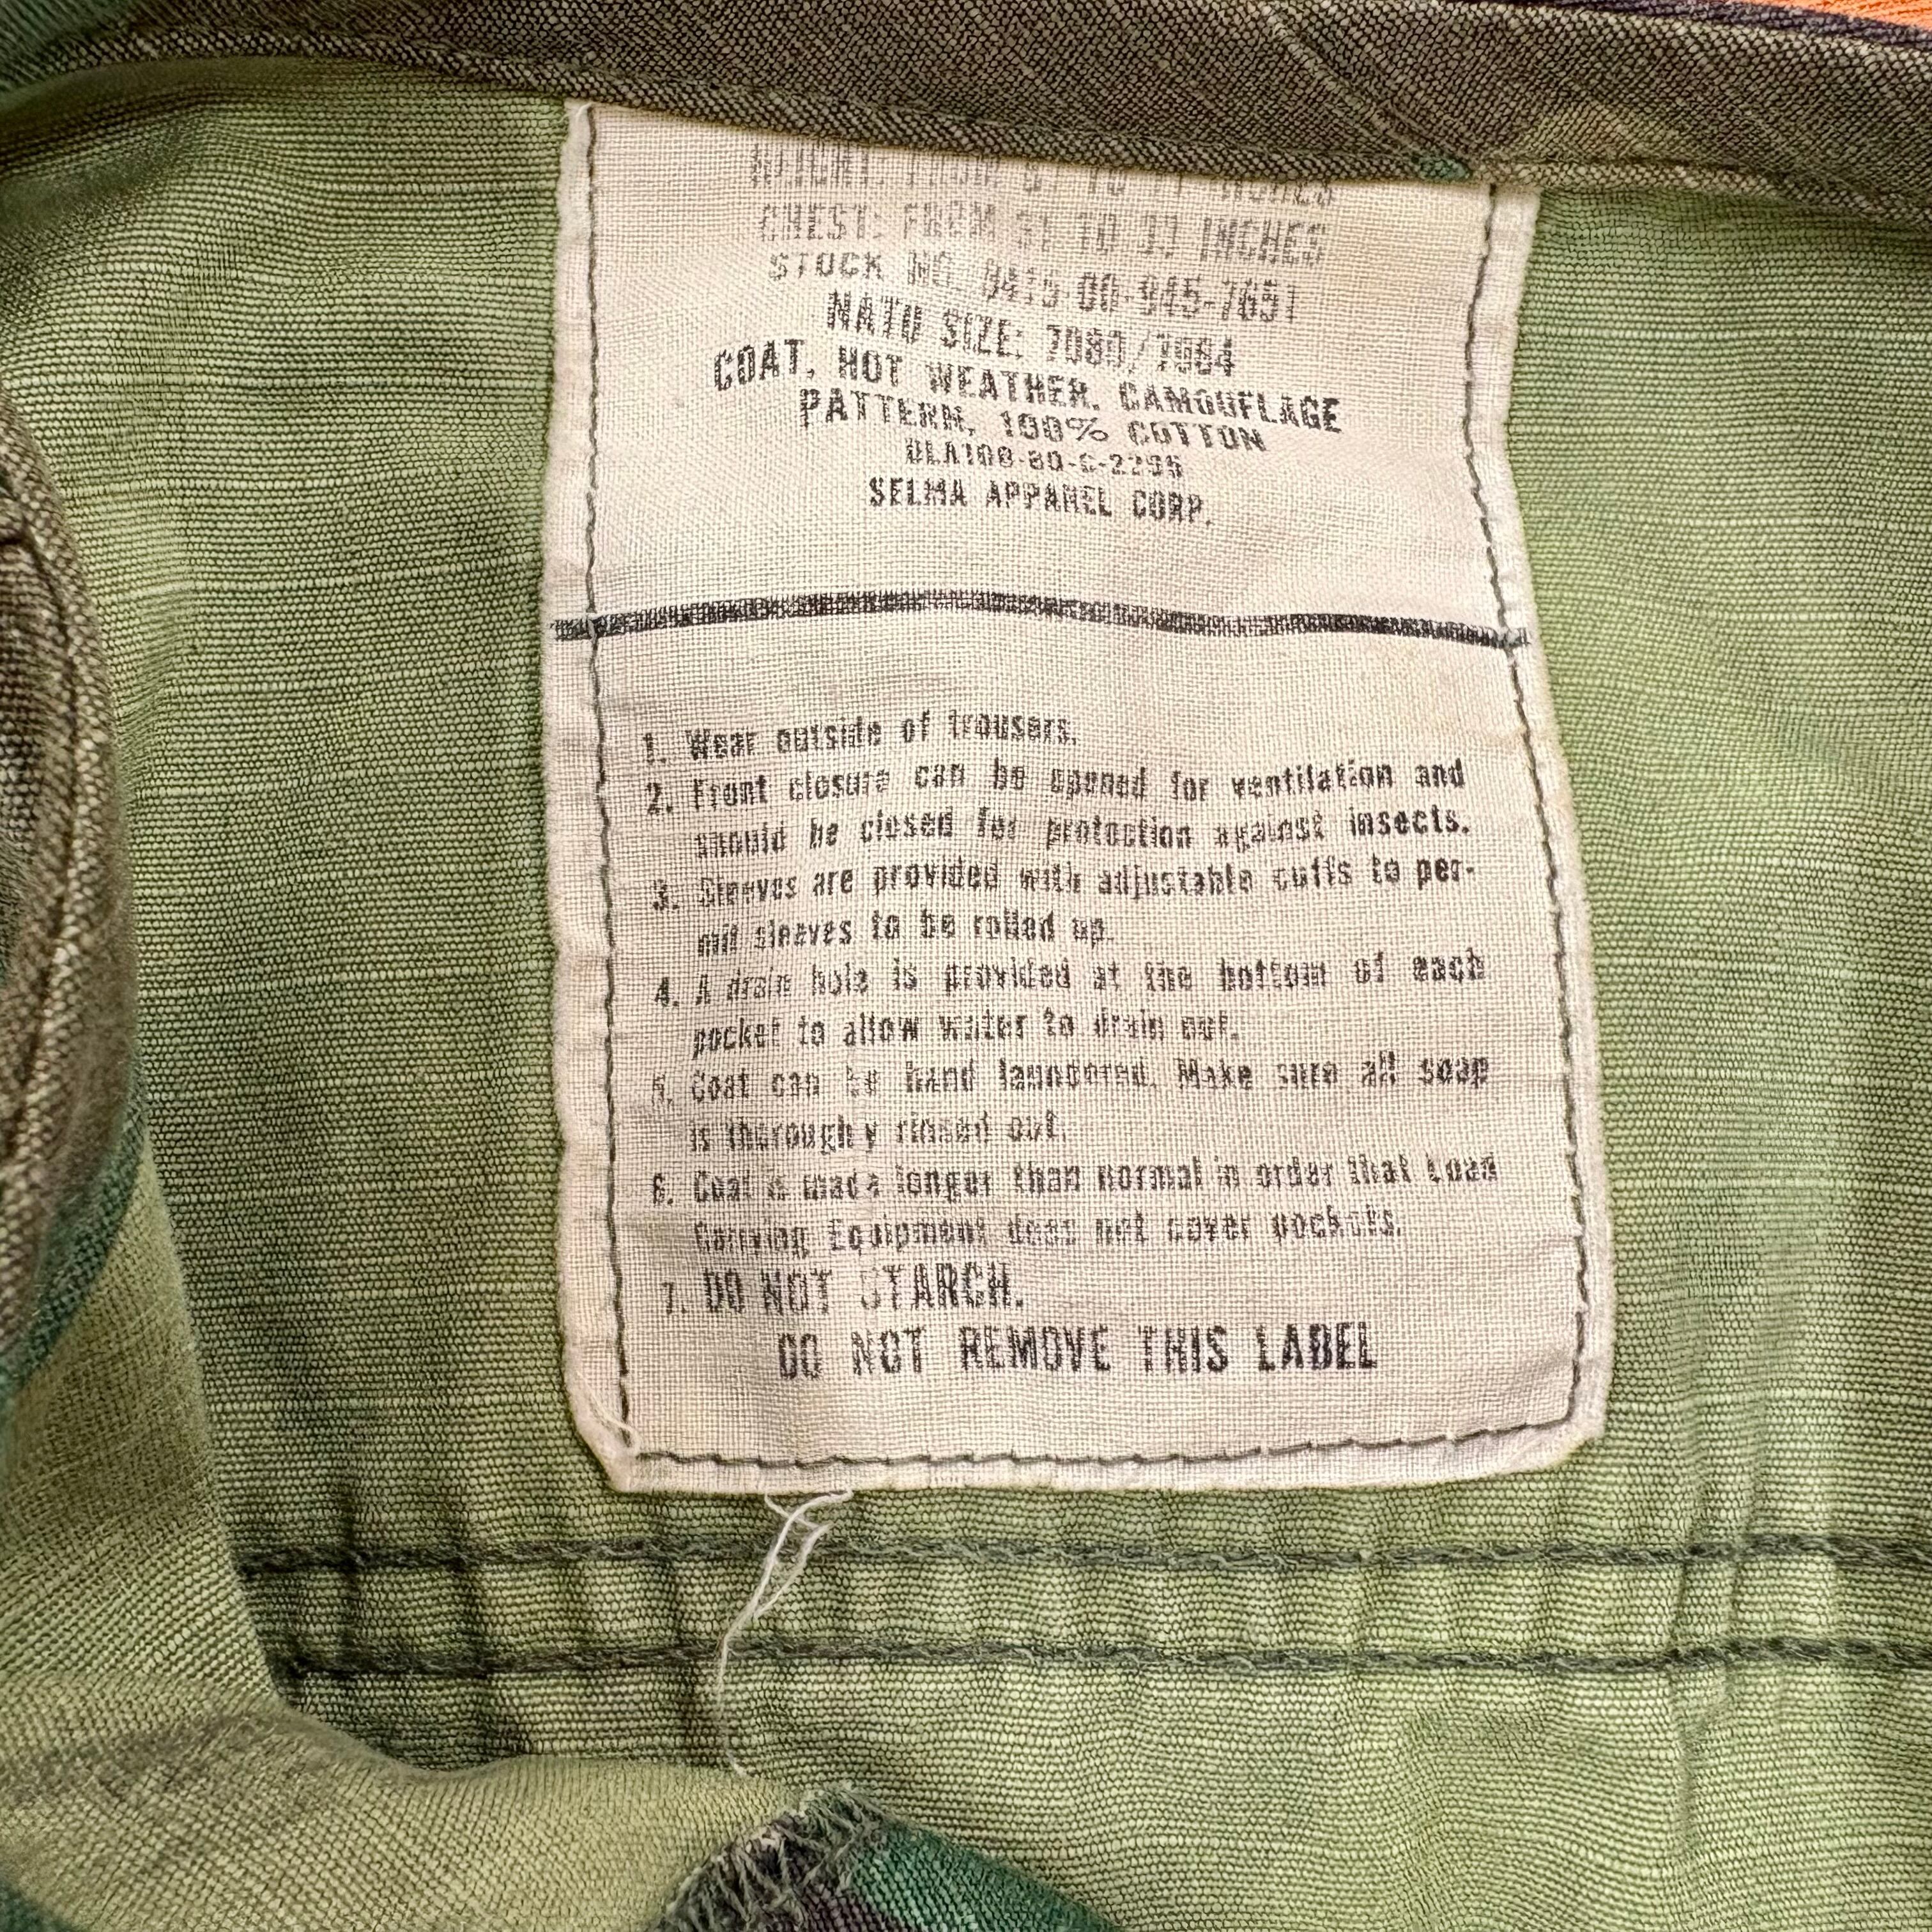 CHEST: FROM TO 33 INCHES
STOCK NO. 8415-00-945-7651
NATO SIZE:
COAT, HOT WEATHER, CAMOUFLAGE
PATTERN, 100% COTTON
SELMA APPAREL CORP.
1. Wear outside of trousers.
2. Front closure can be opened for ventilation and
should be closed for protection against insects.
3. Sleeves are provided with adjustable cuffs to per-
mit sleeves to be rolled up.
4. A drain hole is provided at the bottom of each
pocket to allow water to drain out.
5. Coat can be hand laundered. Make sure all soap
is thoroughly rinsed out.
6. Coat is made longer than normal in order that Load
Carrying Equipment does not cover pockets.
7. DO NOT STARCH.
DO NOT REMOVE THIS LABEL